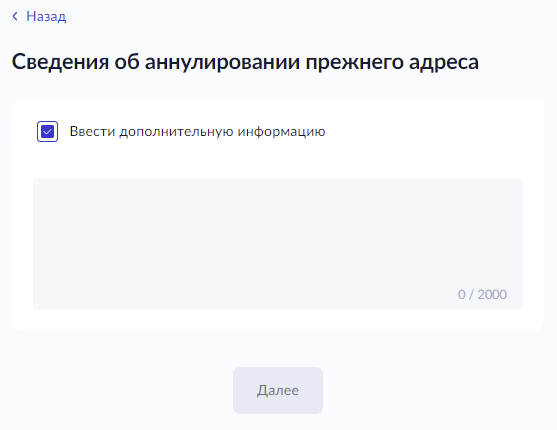 Назад
Сведения об аннулировании прежнего адреса
Ввести дополнительную информацию
0 / 2000
Далее